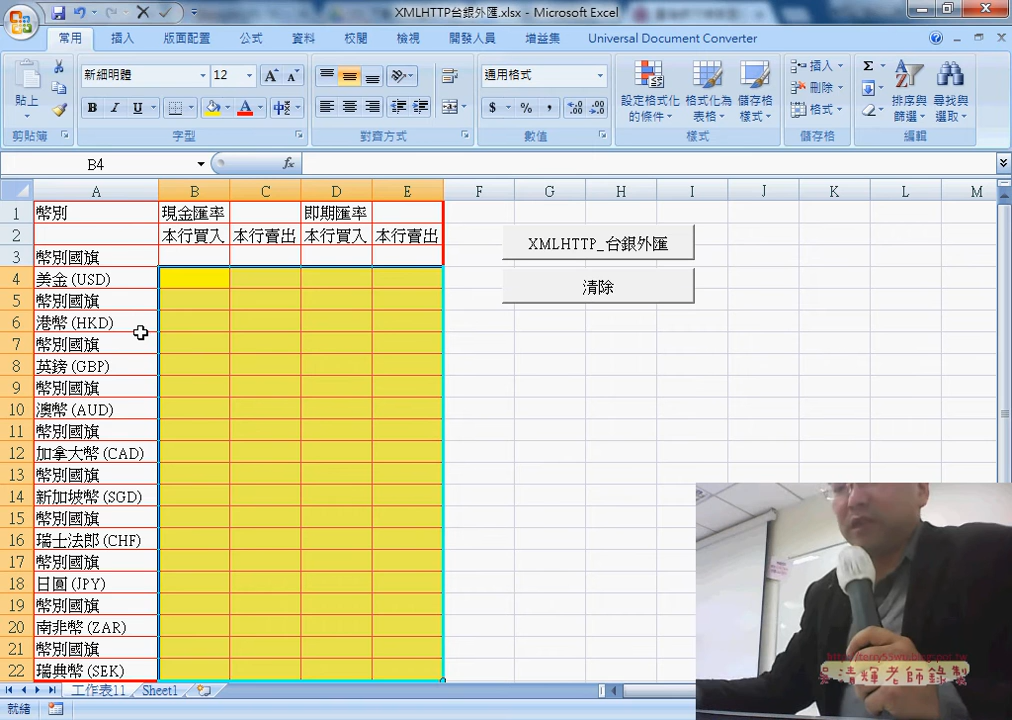 XMLHTTP台銀外匯.xlsx - Microsoft Excel
常用 插入 版面配置 公式 資料 校閱 檢視 開發人員 增益集 Universal Document Converter
貼上
新細明體 12
通用格式
B I U
$ % ,
設定格式化的條件 格式化為表格 儲存格樣式
插入
刪除
格式
Σ
排序與篩選 尋找與選取
剪貼簿 字型 對齊方式 數值 樣式 儲存格 編輯
B4 fx
A B C D E F G H I J K L M
1 幣別 現金匯率 即期匯率
2 本行買入 本行賣出 本行買入 本行賣出
3 幣別國旗
4 美金 (USD)
5 幣別國旗
6 港幣 (HKD)
7 幣別國旗
8 英鎊 (GBP)
9 幣別國旗
10 澳幣 (AUD)
11 幣別國旗
12 加拿大幣 (CAD)
13 幣別國旗
14 新加坡幣 (SGD)
15 幣別國旗
16 瑞士法郎 (CHF)
17 幣別國旗
18 日圓 (JPY)
19 幣別國旗
20 南非幣 (ZAR)
21 幣別國旗
22 瑞典幣 (SEK)
XMLHTTP_台銀外匯
清除
吳清輝老師錄製
工作表11 Sheet1
就緒